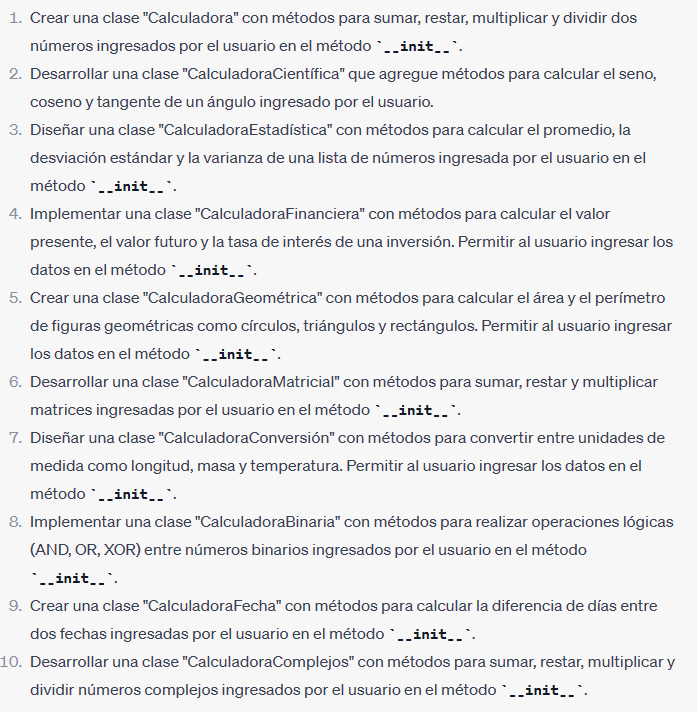 1. Crear una clase "Calculadora" con métodos para sumar, restar, multiplicar y dividir dos
números ingresados por el usuario en el método `__init__`.
2. Desarrollar una clase "CalculadoraCientífica" que agregue métodos para calcular el seno,
coseno y tangente de un ángulo ingresado por el usuario.
3. Diseñar una clase "CalculadoraEstadística" con métodos para calcular el promedio, la
desviación estándar y la varianza de una lista de números ingresada por el usuario en el
método `__init__`.
4. Implementar una clase "CalculadoraFinanciera" con métodos para calcular el valor
presente, el valor futuro y la tasa de interés de una inversión. Permitir al usuario ingresar los
datos en el método `__init__`.
5. Crear una clase "CalculadoraGeométrica" con métodos para calcular el área y el perímetro
de figuras geométricas como círculos, triángulos y rectángulos. Permitir al usuario ingresar
los datos en el método `__init__`.
6. Desarrollar una clase "CalculadoraMatricial" con métodos para sumar, restar y multiplicar
matrices ingresadas por el usuario en el método `__init__`.
7. Diseñar una clase "CalculadoraConversión" con métodos para convertir entre unidades de
medida como longitud, masa y temperatura. Permitir al usuario ingresar los datos en el
método `__init__`.
8. Implementar una clase "CalculadoraBinaria" con métodos para realizar operaciones lógicas
(AND, OR, XOR) entre números binarios ingresados por el usuario en el método
`__init__`.
9. Crear una clase "CalculadoraFecha" con métodos para calcular la diferencia de días entre
dos fechas ingresadas por el usuario en el método `__init__`.
10. Desarrollar una clase "CalculadoraComplejos" con métodos para sumar, restar, multiplicar y
dividir números complejos ingresados por el usuario en el método `__init__`.